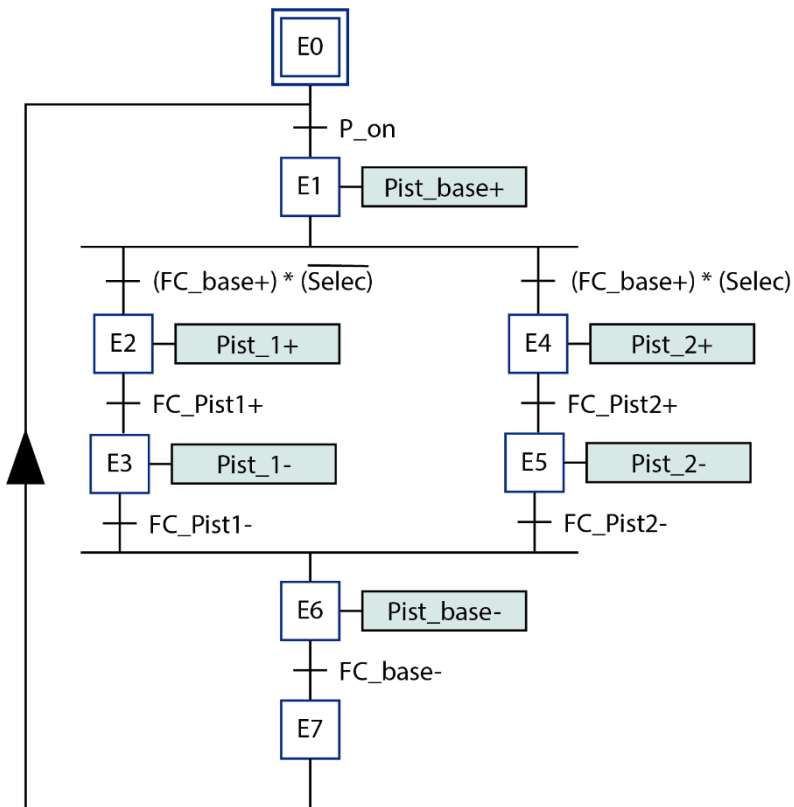 E0
P_on
E1 Pist_base+
(FC_base+) * (S̅e̅l̅e̅c̅) (FC_base+) * (Selec)
E2 Pist_1+ E4 Pist_2+
FC_Pist1+ FC_Pist2+
E3 Pist_1- E5 Pist_2-
FC_Pist1- FC_Pist2-
E6 Pist_base-
FC_base-
E7